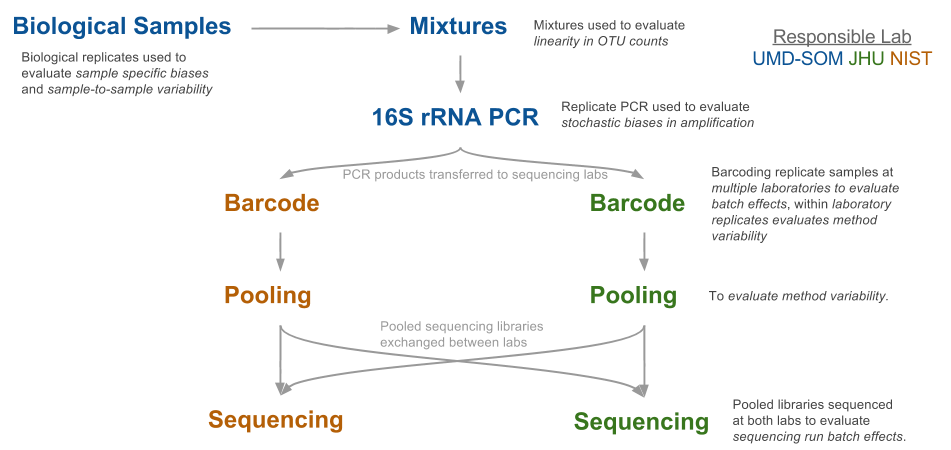 Biological Samples
Mixtures
Mixtures used to evaluate
linearity in OTU counts
Responsible Lab
UMD-SOM JHU NIST
Biological replicates used to
evaluate sample specific biases
and sample-to-sample variability
16S rRNA PCR
Replicate PCR used to evaluate
stochastic biases in amplification
PCR products transferred to sequencing labs
Barcode
Barcode
Barcoding replicate samples at
multiple laboratories to evaluate
batch effects, within laboratory
replicates evaluates method
variability
Pooling
Pooling
To evaluate method variability.
Pooled sequencing libraries
exchanged between labs
Sequencing
Sequencing
Pooled libraries sequenced
at both labs to evaluate
sequencing run batch effects.